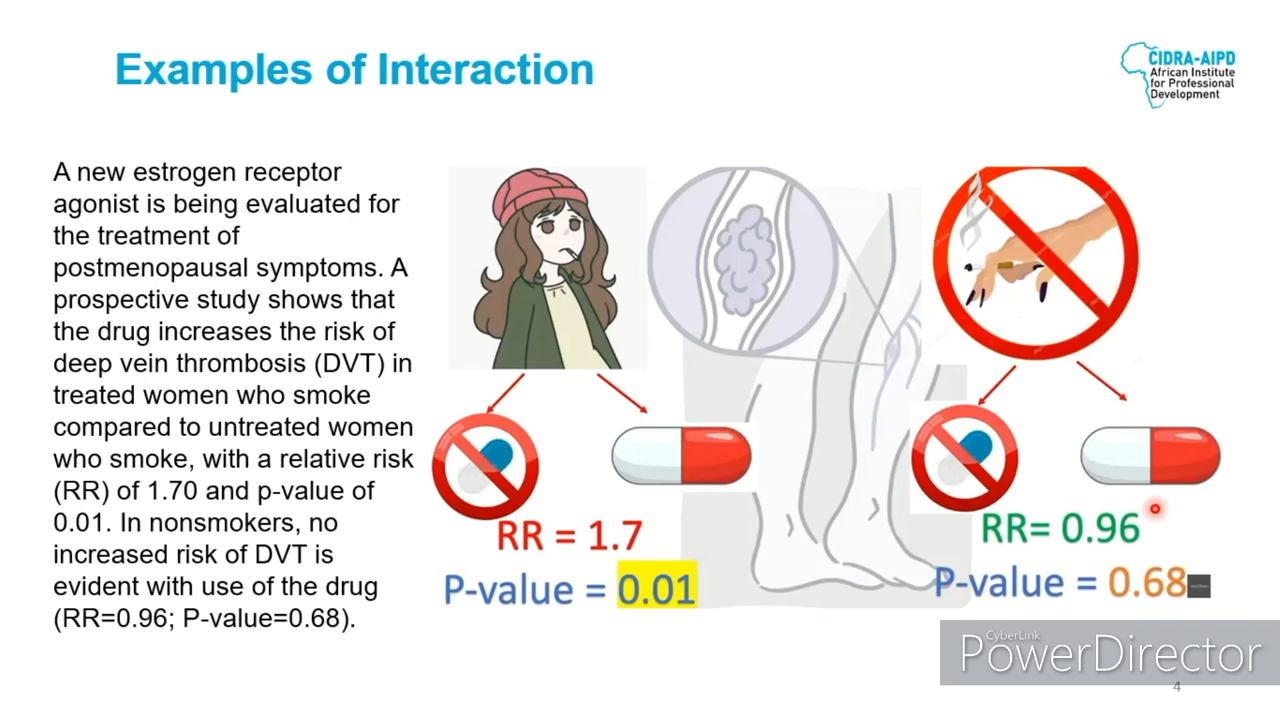 Examples of Interaction
CIDRA-AIPD
African Institute
for Professional
Development
A new estrogen receptor
agonist is being evaluated for
the treatment of
postmenopausal symptoms. A
prospective study shows that
the drug increases the risk of
deep vein thrombosis (DVT) in
treated women who smoke
compared to untreated women
who smoke, with a relative risk
(RR) of 1.70 and p-value of
0.01. In nonsmokers, no
increased risk of DVT is
evident with use of the drug
(RR=0.96; P-value=0.68).
RR = 1.7
P-value = 0.01
RR= 0.96
P-value = 0.68
CyberLink
PowerDirector
4